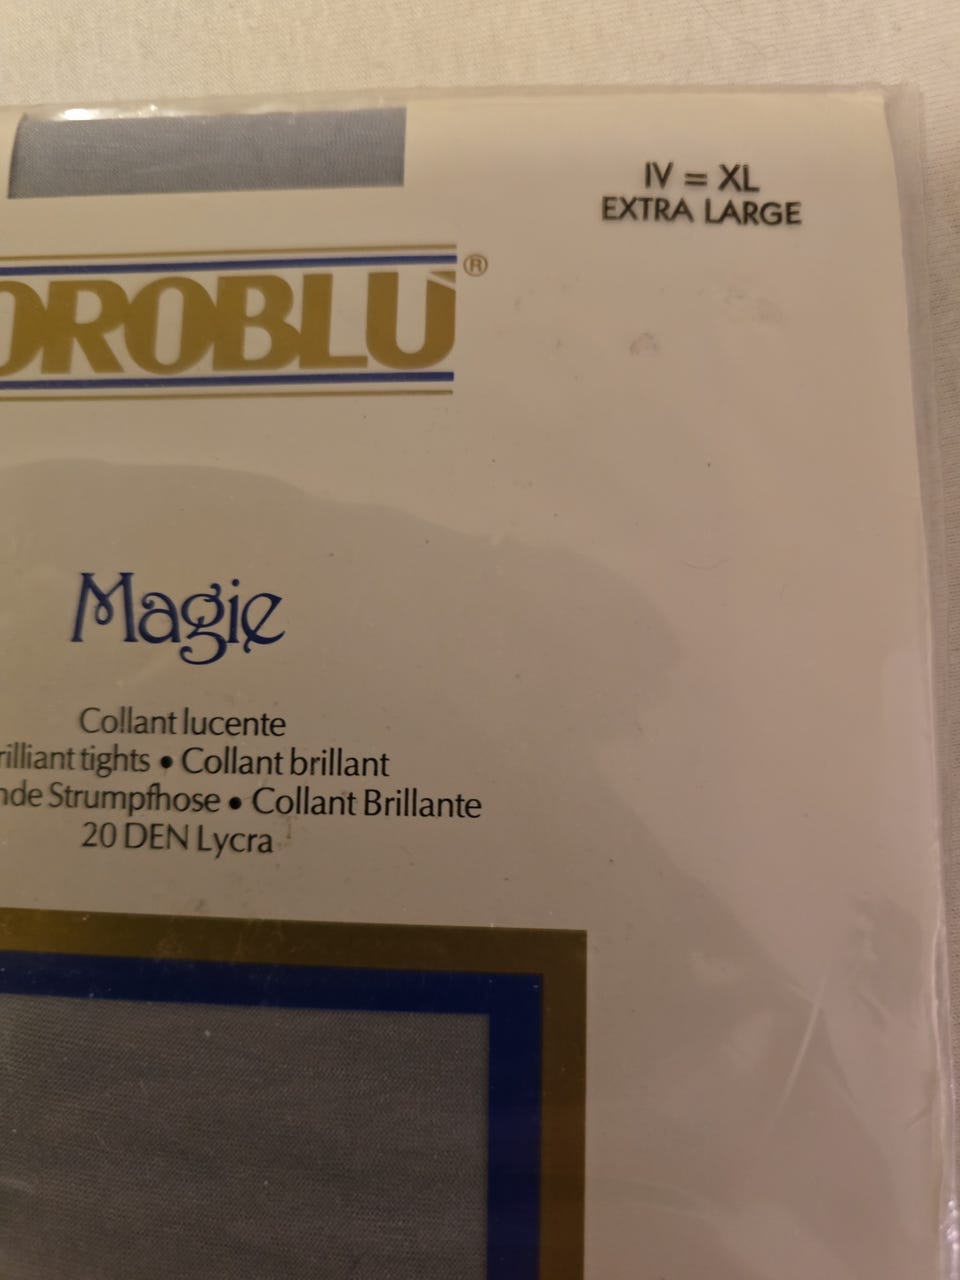 IV = XL
EXTRA LARGE
OROBLU®
Magie
Collant lucente
rilliant tights • Collant brillant
nde Strumpfhose • Collant Brillante
20 DEN Lycra